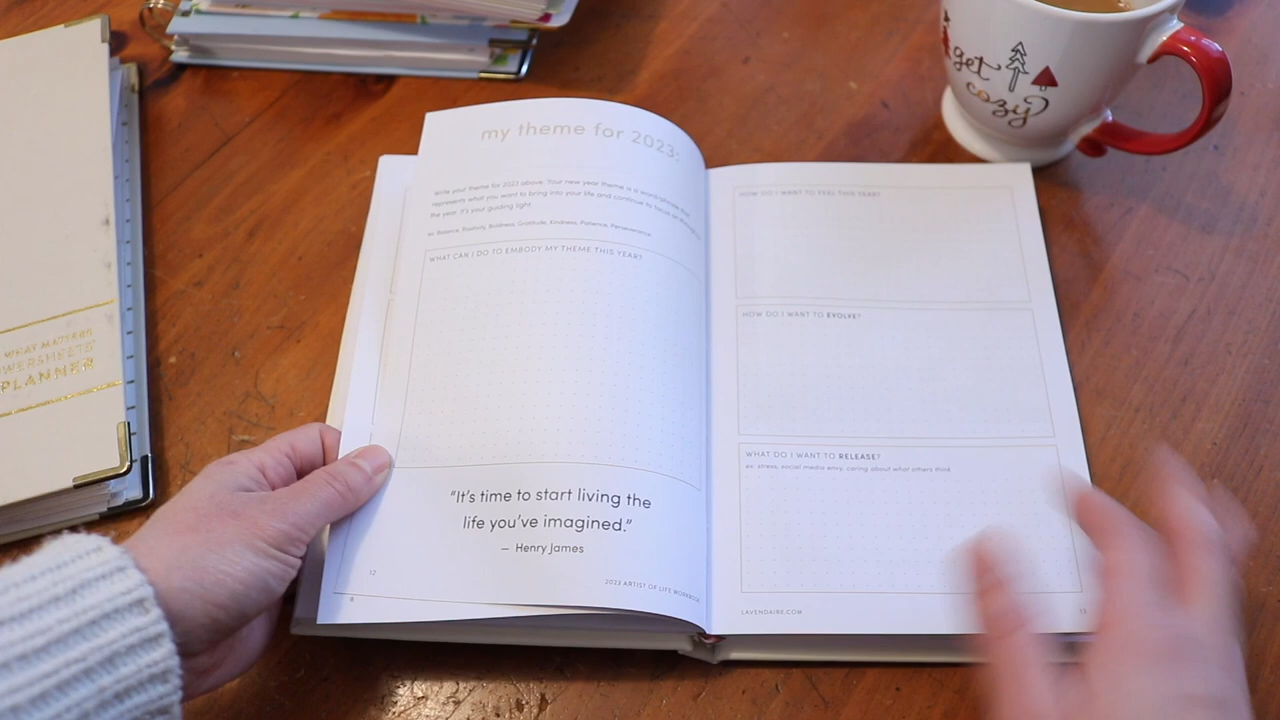 get
cozy
WHAT MATTERS
PLANNER
my theme for 2023:
Write your theme for 2023 above. Your new year theme is a word/phrase that
represents what you want to bring into your life and continue to focus on
the year. It's your guiding light.
ex: Balance, Positivity, Boldness, Gratitude, Kindness, Patience, Perseverance
WHAT CAN I DO TO EMBODY MY THEME THIS YEAR?
"It's time to start living the
life you've imagined."
— Henry James
12
2023 ARTIST OF LIFE WORKBOOK
8
HOW DO I WANT TO FEEL THIS YEAR?
HOW DO I WANT TO EVOLVE?
WHAT DO I WANT TO RELEASE?
ex: stress, social media envy, caring about what others think
LAVENDAIRE.COM
13